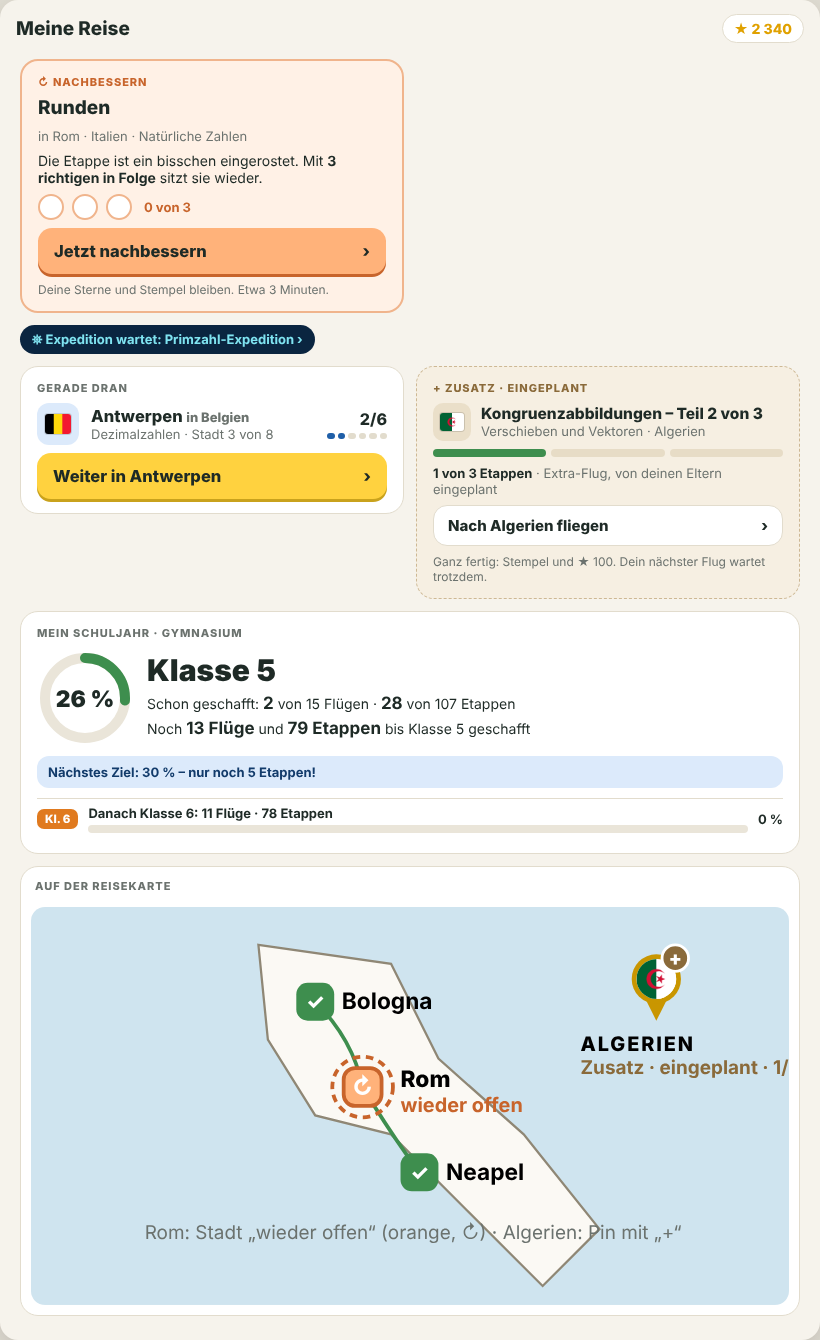 Meine Reise
★ 2 340
↻ NACHBESSERN
Runden
in Rom · Italien · Natürliche Zahlen
Die Etappe ist ein bisschen eingerostet. Mit 3
richtigen in Folge sitzt sie wieder.
0 von 3
Jetzt nachbessern ›
Deine Sterne und Stempel bleiben. Etwa 3 Minuten.
❋ Expedition wartet: Primzahl-Expedition ›
GERADE DRAN
Antwerpen in Belgien
2/6
Dezimalzahlen · Stadt 3 von 8
Weiter in Antwerpen ›
+ ZUSATZ · EINGEPLANT
Kongruenzabbildungen – Teil 2 von 3
Verschieben und Vektoren · Algerien
1 von 3 Etappen · Extra-Flug, von deinen Eltern
eingeplant
Nach Algerien fliegen ›
Ganz fertig: Stempel und ★ 100. Dein nächster Flug wartet
trotzdem.
MEIN SCHULJAHR · GYMNASIUM
26 %
Klasse 5
Schon geschafft: 2 von 15 Flügen · 28 von 107 Etappen
Noch 13 Flüge und 79 Etappen bis Klasse 5 geschafft
Nächstes Ziel: 30 % – nur noch 5 Etappen!
Kl. 6
Danach Klasse 6: 11 Flüge · 78 Etappen
0 %
AUF DER REISEKARTE
Bologna
+
ALGERIEN
Zusatz · eingeplant · 1/
Rom
wieder offen
Neapel
Rom: Stadt „wieder offen“ (orange, ↻) · Algerien: Pin mit „+“